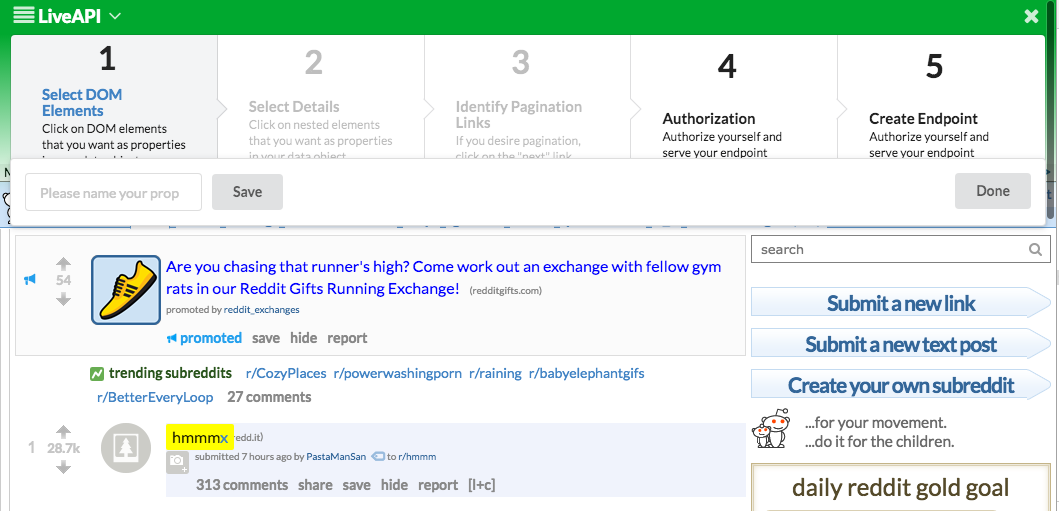 LiveAPI
1
Select DOM
Elements
Click on DOM elements
that you want as properties
2
Select Details
Click on nested elements
that you want as properties
in your data object
3
Identify Pagination
Links
If you desire pagination,
click on the "next" link
4
Authorization
Authorize yourself and
serve your endpoint
5
Create Endpoint
Authorize yourself and
serve your endpoint
Please name your prop
Save
Done
54
Are you chasing that runner's high? Come work out an exchange with fellow gym
rats in our Reddit Gifts Running Exchange! (redditgifts.com)
promoted by reddit_exchanges
promoted save hide report
trending subreddits r/CozyPlaces r/powerwashingporn r/raining r/babyelephantgifs
r/BetterEveryLoop 27 comments
1 28.7k
hmmmx redd.it)
submitted 7 hours ago by PastaManSan to r/hmmm
313 comments share save hide report [l+c]
search
Submit a new link
Submit a new text post
Create your own subreddit
...for your movement.
...do it for the children.
daily reddit gold goal